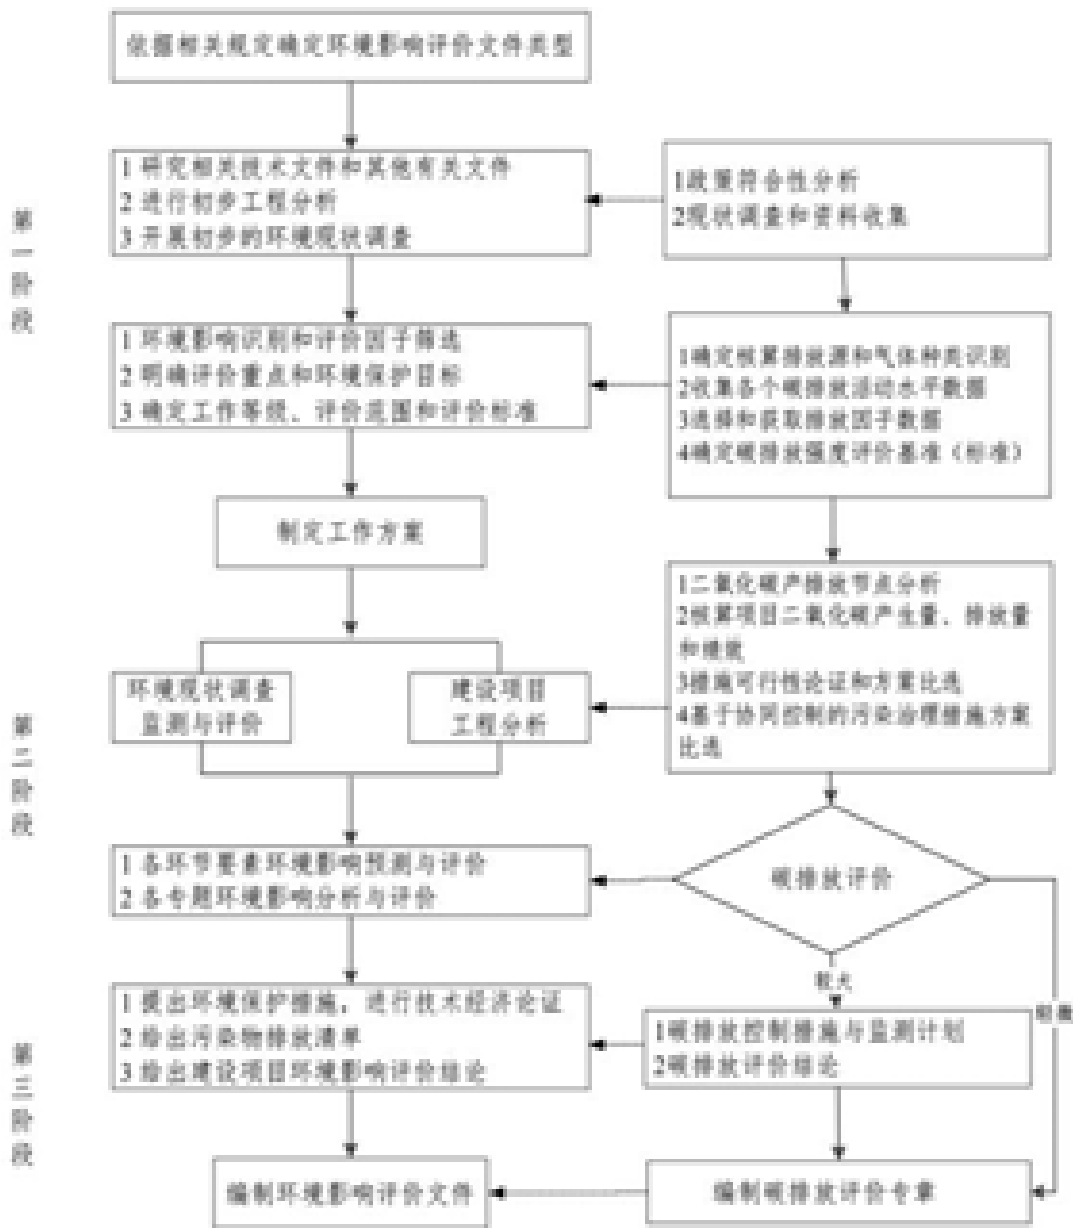 依据相关规定确定环境影响评价文件类型
1 研究相关技术文件和其他有关文件
2 进行初步工程分析
3 开展初步的环境现状调查
1政策符合性分析
2现状调查和资料收集
第一阶段
1 环境影响识别和评价因子筛选
2 明确评价重点和环境保护目标
3 确定工作等级、评价范围和评价标准
1确定核算排放源和气体种类识别
2收集各个碳排放活动水平数据
3选择和获取排放因子数据
4确定碳排放强度评价基准（标准）
制定工作方案
1二氧化碳产排放节点分析
2核算项目二氧化碳产生量、排放量
和绩效
3措施可行性论证和方案比选
4基于协同控制的污染治理措施方案
比选
环境现状调查
监测与评价
建设项目
工程分析
第二阶段
1 各环节要素环境影响预测与评价
2 各专题环境影响分析与评价
碳排放评价
较大
1 提出环境保护措施，进行技术经济论证
2 给出污染物排放清单
3 给出建设项目环境影响评价结论
1碳排放控制措施与监测计划
2碳排放评价结论
第三阶段
编制环境影响评价文件
编制碳排放评价专章